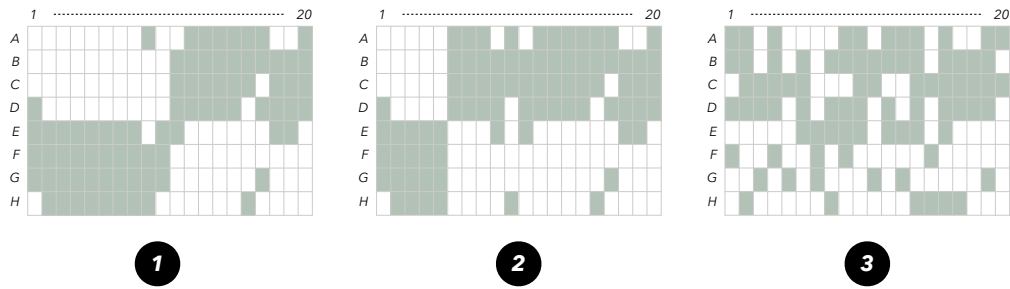 1 20 1 20 1 20
A A A
B B B
C C C
D D D
E E E
F F F
G G G
H H H
1 2 3